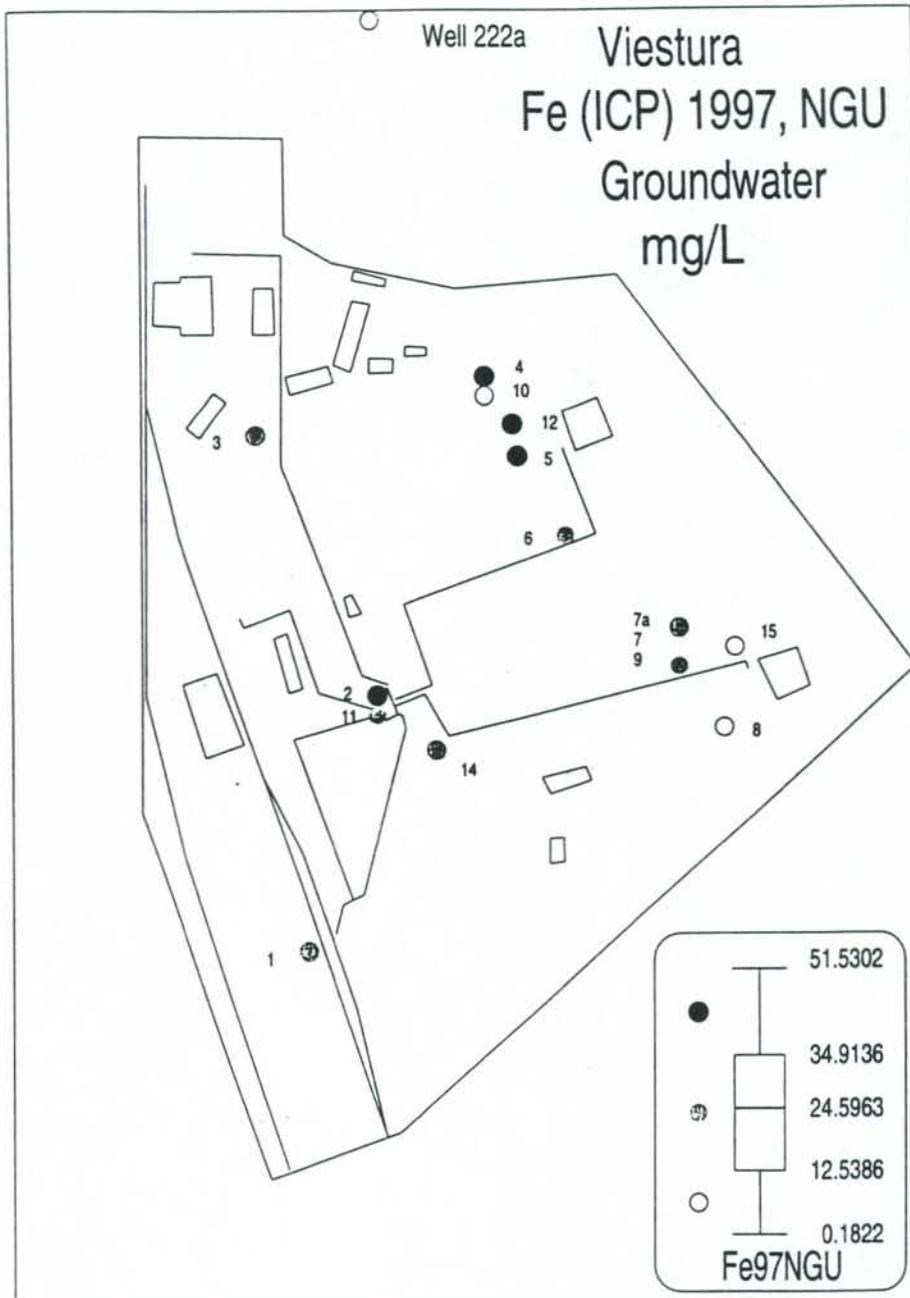 Well 222a
Viestura
Fe (ICP) 1997, NGU
Groundwater
mg/L
4
10
12
3
5
6
7a
7
15
9
2
11
8
14
1
51.5302
34.9136
24.5963
12.5386
0.1822
Fe97NGU